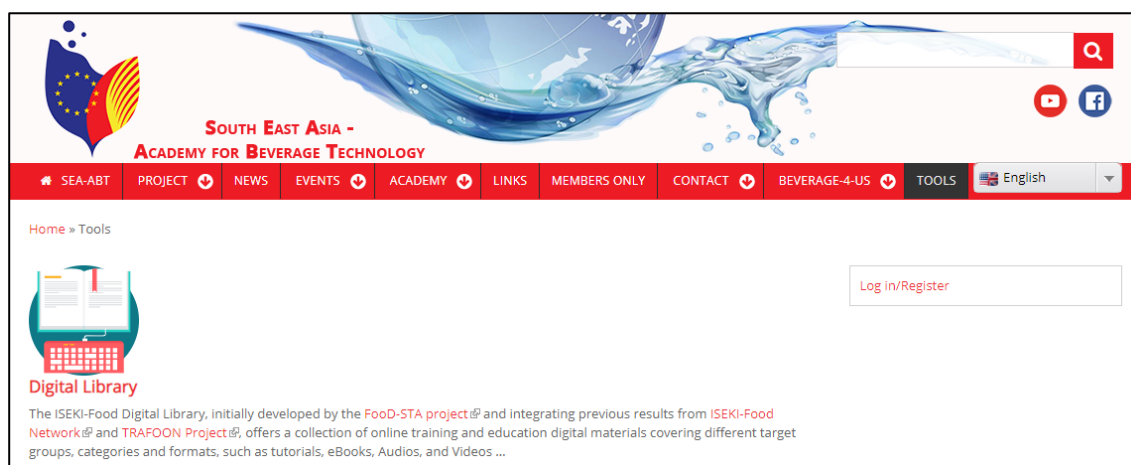 SOUTH EAST ASIA -
ACADEMY FOR BEVERAGE TECHNOLOGY
SEA-ABT PROJECT NEWS EVENTS ACADEMY LINKS MEMBERS ONLY CONTACT BEVERAGE-4-US TOOLS English
Home » Tools
Log in/Register
Digital Library
The ISEKI-Food Digital Library, initially developed by the FooD-STA project and integrating previous results from ISEKI-Food
Network and TRAFOON Project, offers a collection of online training and education digital materials covering different target
groups, categories and formats, such as tutorials, eBooks, Audios, and Videos ...